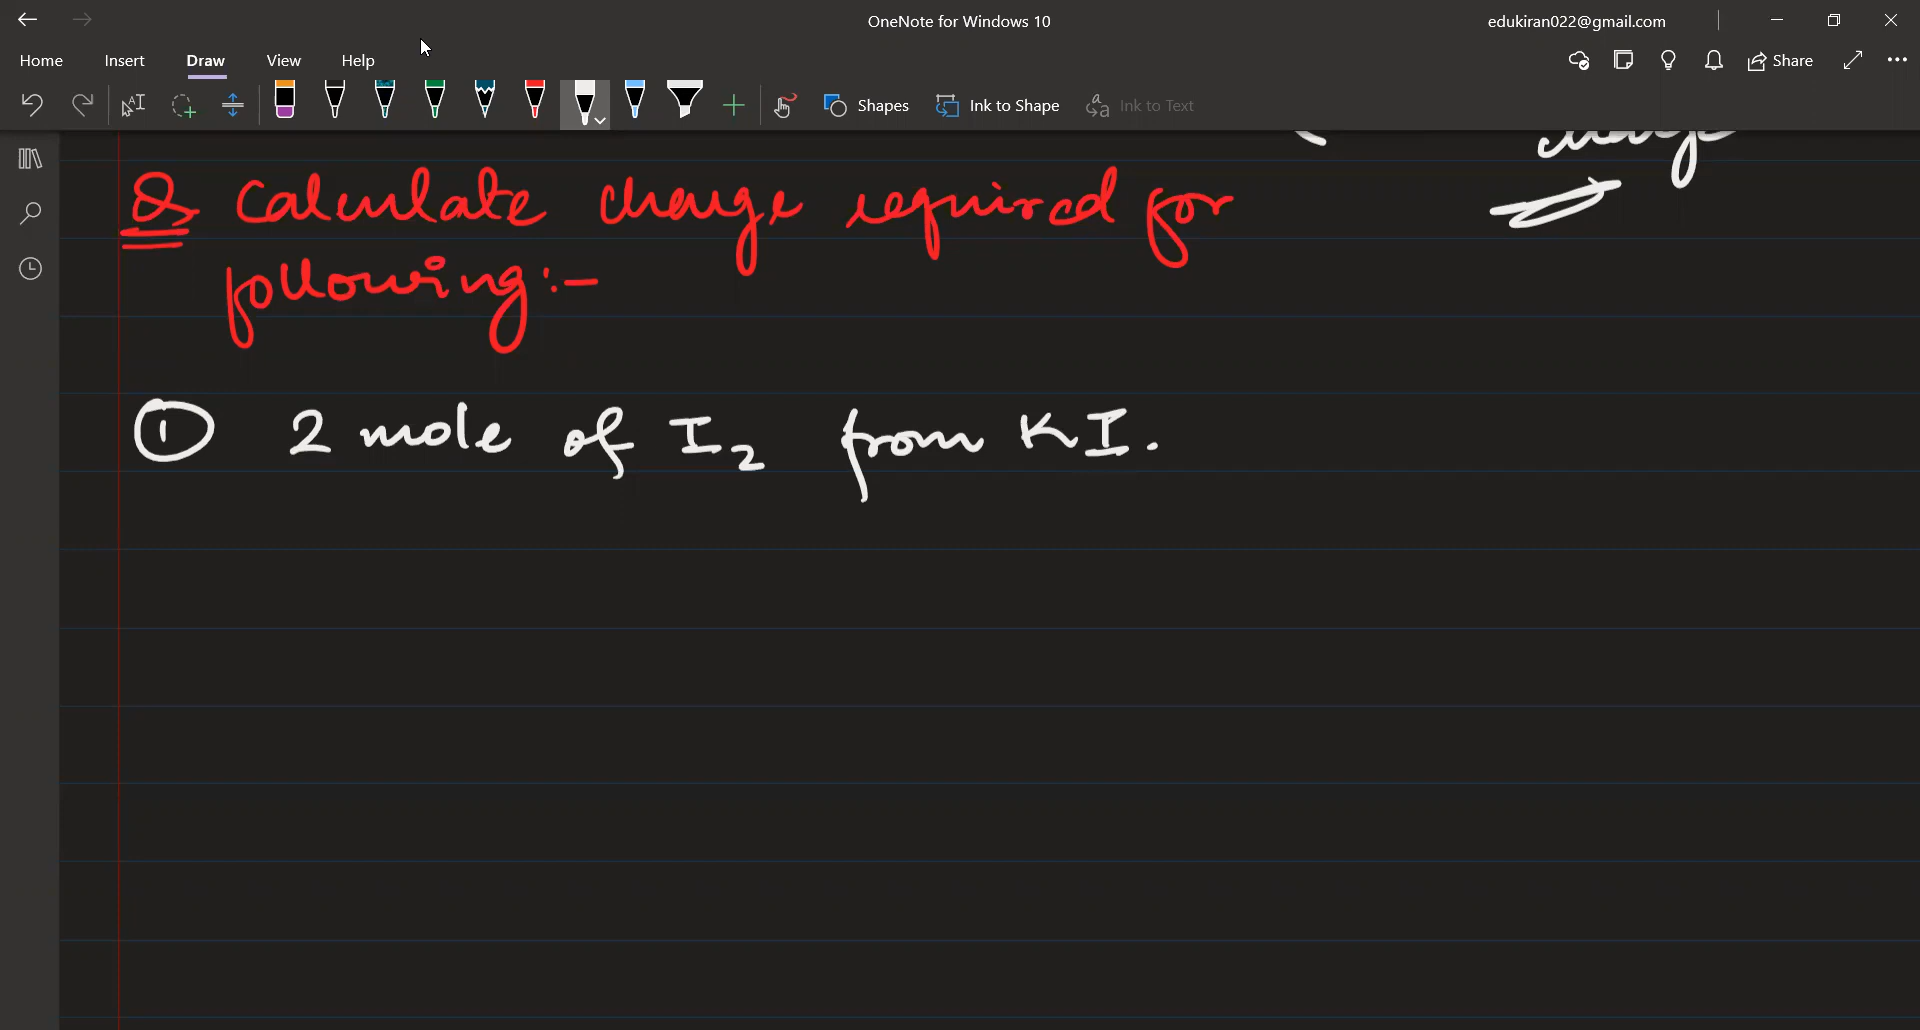 OneNote for Windows 10
edukiran022@gmail.com
Home Insert Draw View Help
Share
Shapes Ink to Shape Ink to Text
Q Calculate charge required for
following:-
① 2 mole of I₂ from KI.